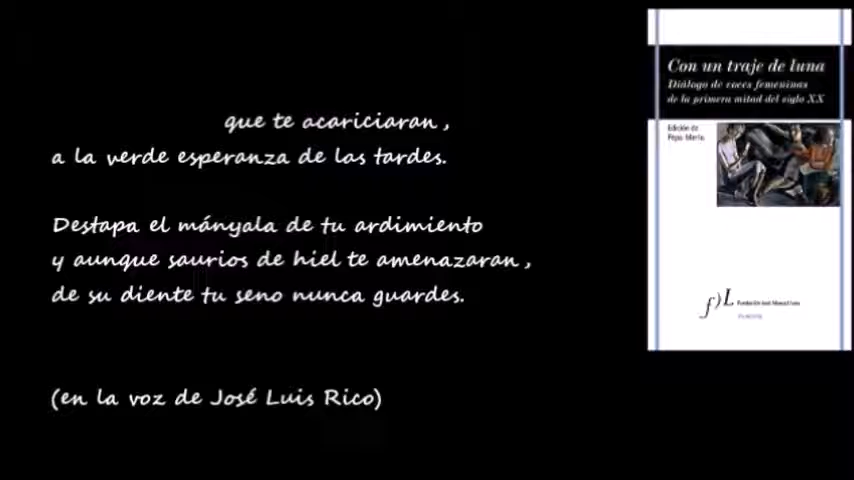 que te acariciaran,
a la verde esperanza de las tardes.
Destapa el mányala de tu ardimiento
y aunque saurios de hiel te amenazaran,
de su diente tu seno nunca guardes.
(en la voz de José Luis Rico)
Con un traje de luna
Diálogo de voces femeninas
de la primera mitad del siglo XX
Edición de
Pepa Merlo
f)L Fundación José Manuel Lara